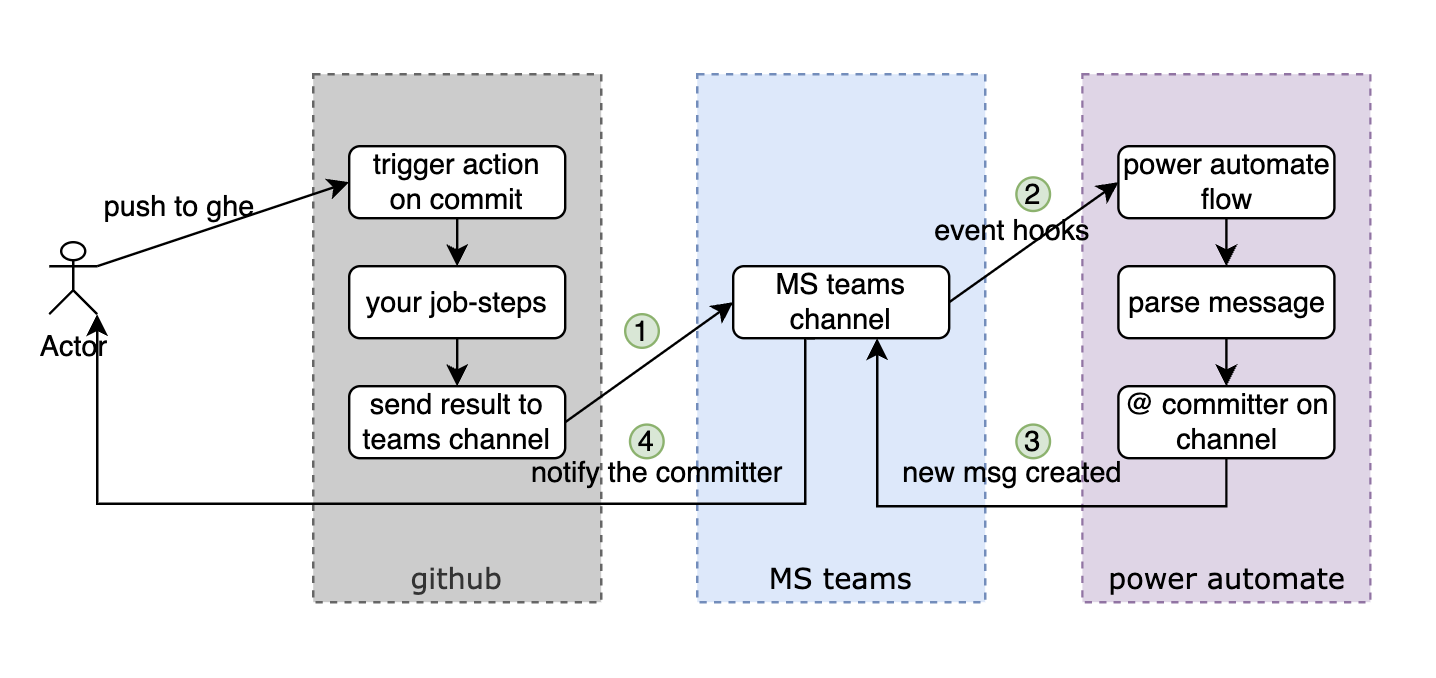 push to ghe
Actor
trigger action
on commit
your job-steps
send result to
teams channel
github
1
4
notify the committer
MS teams
channel
MS teams
2
event hooks
3
new msg created
power automate
flow
parse message
@ committer on
channel
power automate